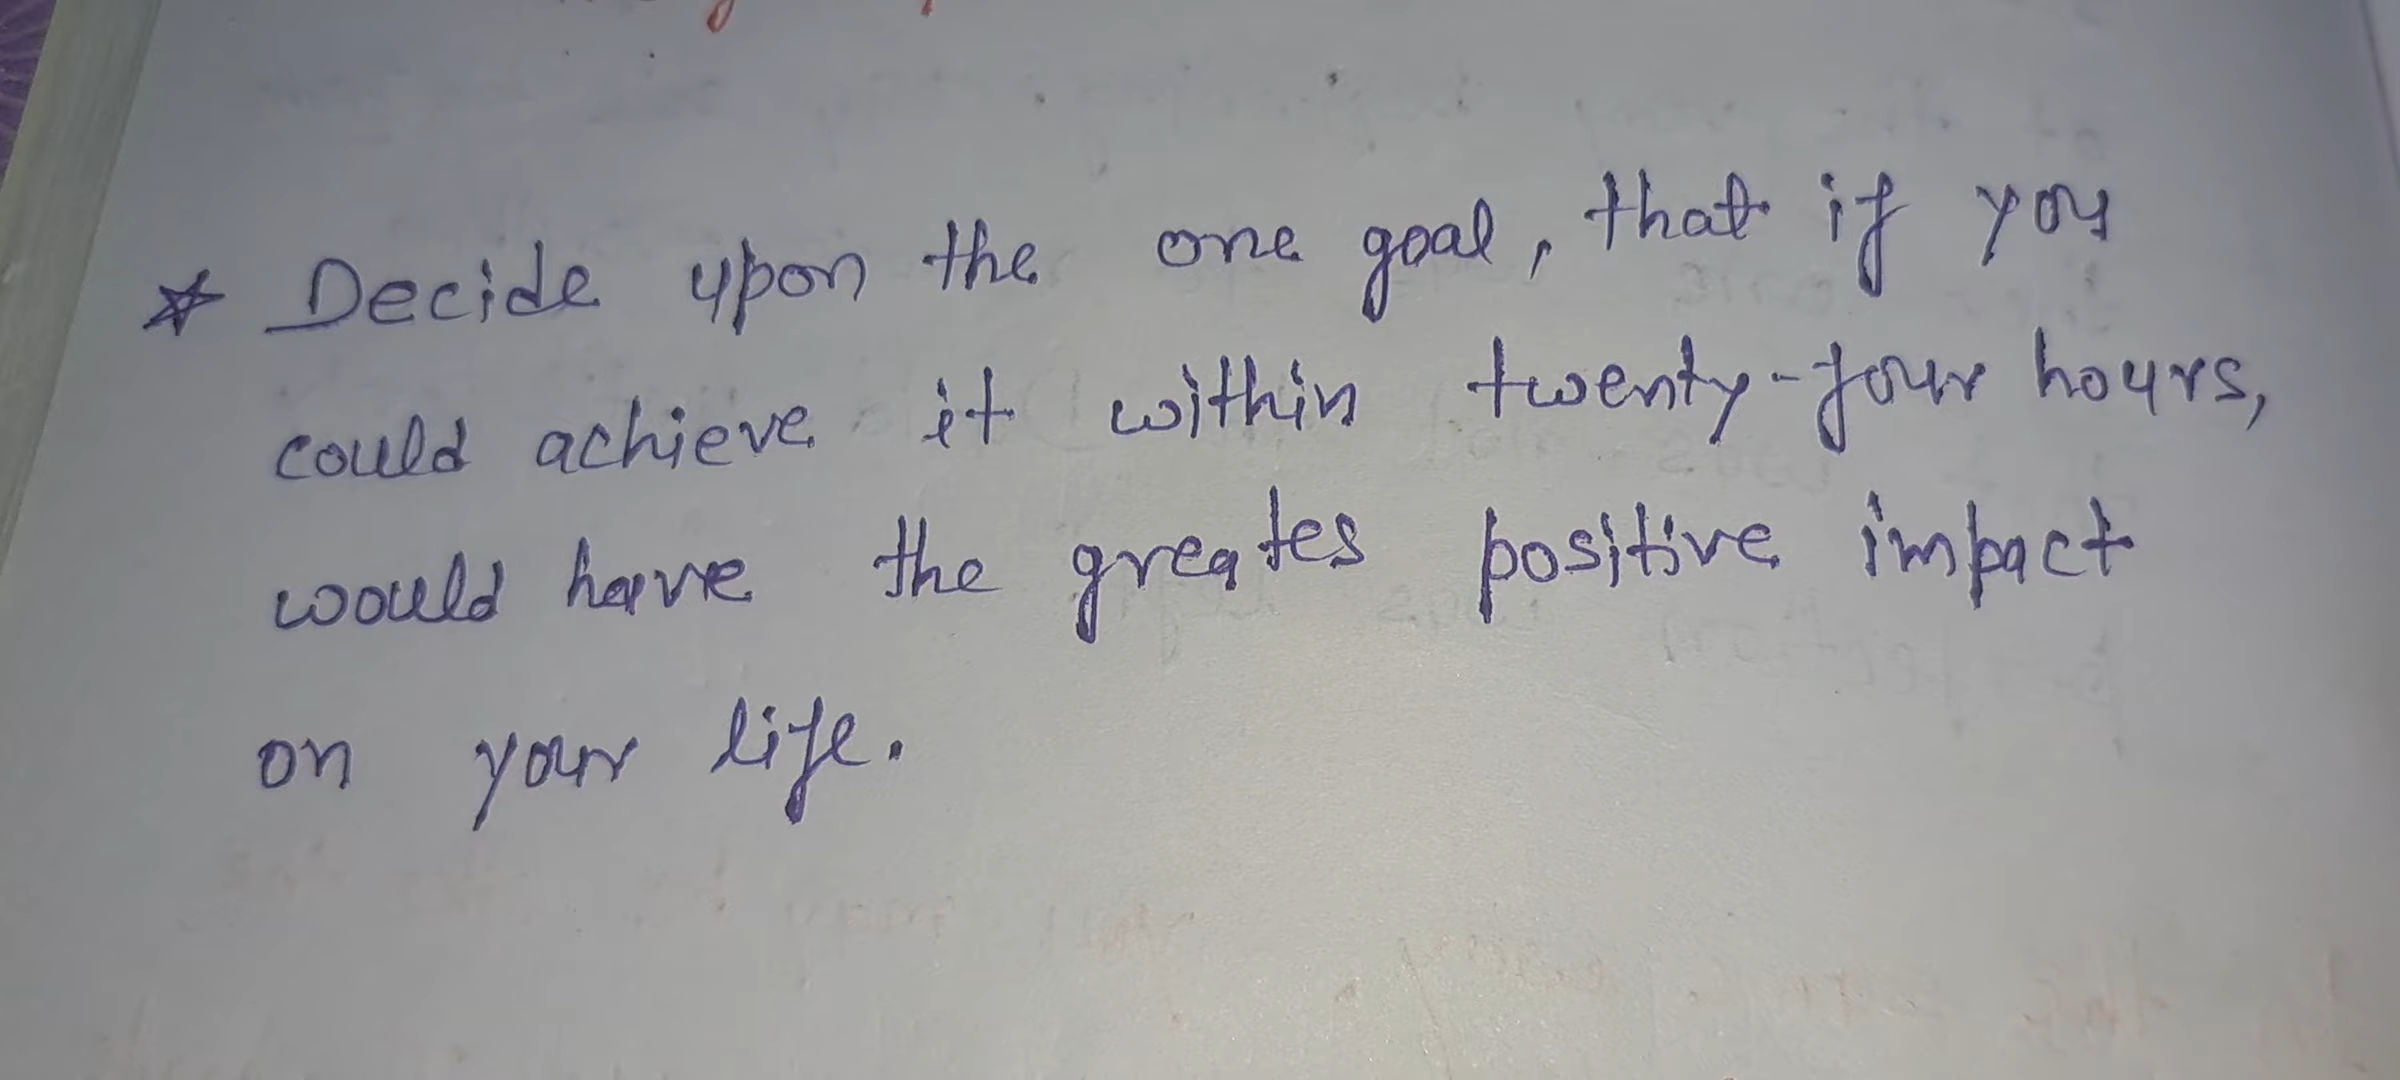 * Decide upon the one goal, that if you
could achieve it within twenty-four hours,
would have the greates positive impact
on your life.